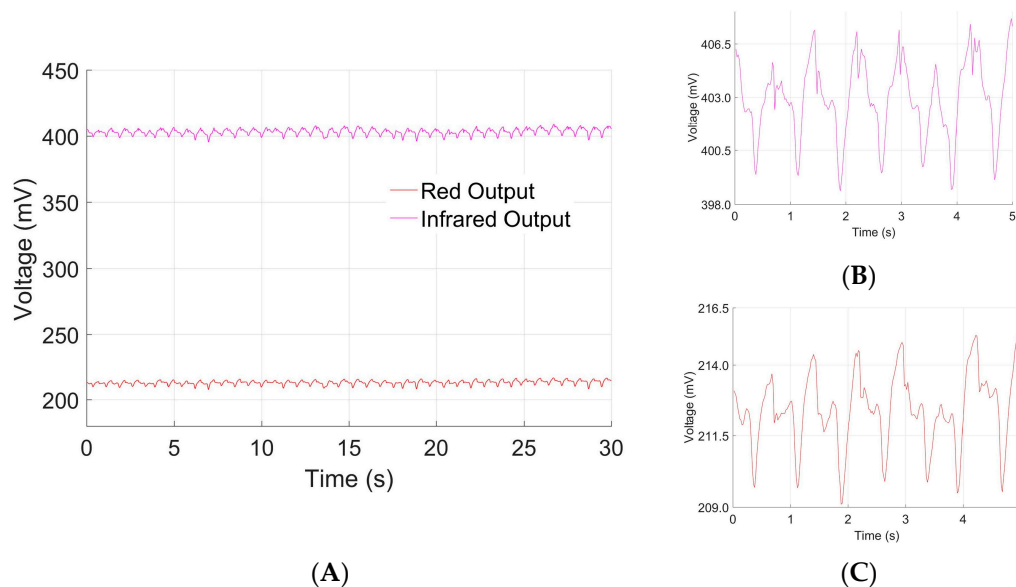 450
400
350
300
250
200
Voltage (mV)
0 5 10 15 20 25 30
Time (s)
Red Output
Infrared Output
(A)
406.5
403.0
400.5
398.0
Voltage (mV)
0 1 2 3 4 5
Time (s)
(B)
216.5
214.0
211.5
209.0
Voltage (mV)
0 1 2 3 4
Time (s)
(C)